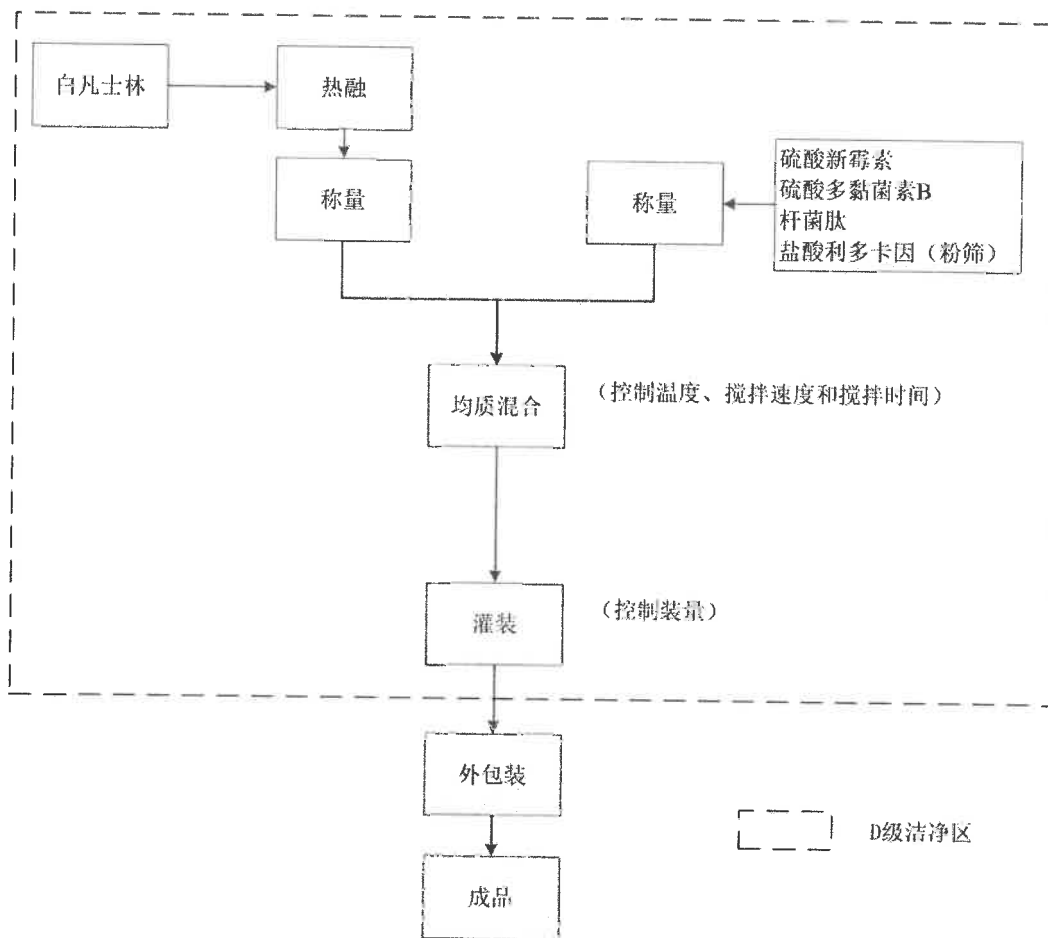 白凡士林
热融
称量
称量
硫酸新霉素
硫酸多黏菌素B
杆菌肽
盐酸利多卡因（粉筛）
均质混合
（控制温度、搅拌速度和搅拌时间）
灌装
（控制装量）
外包装
D级洁净区
成品